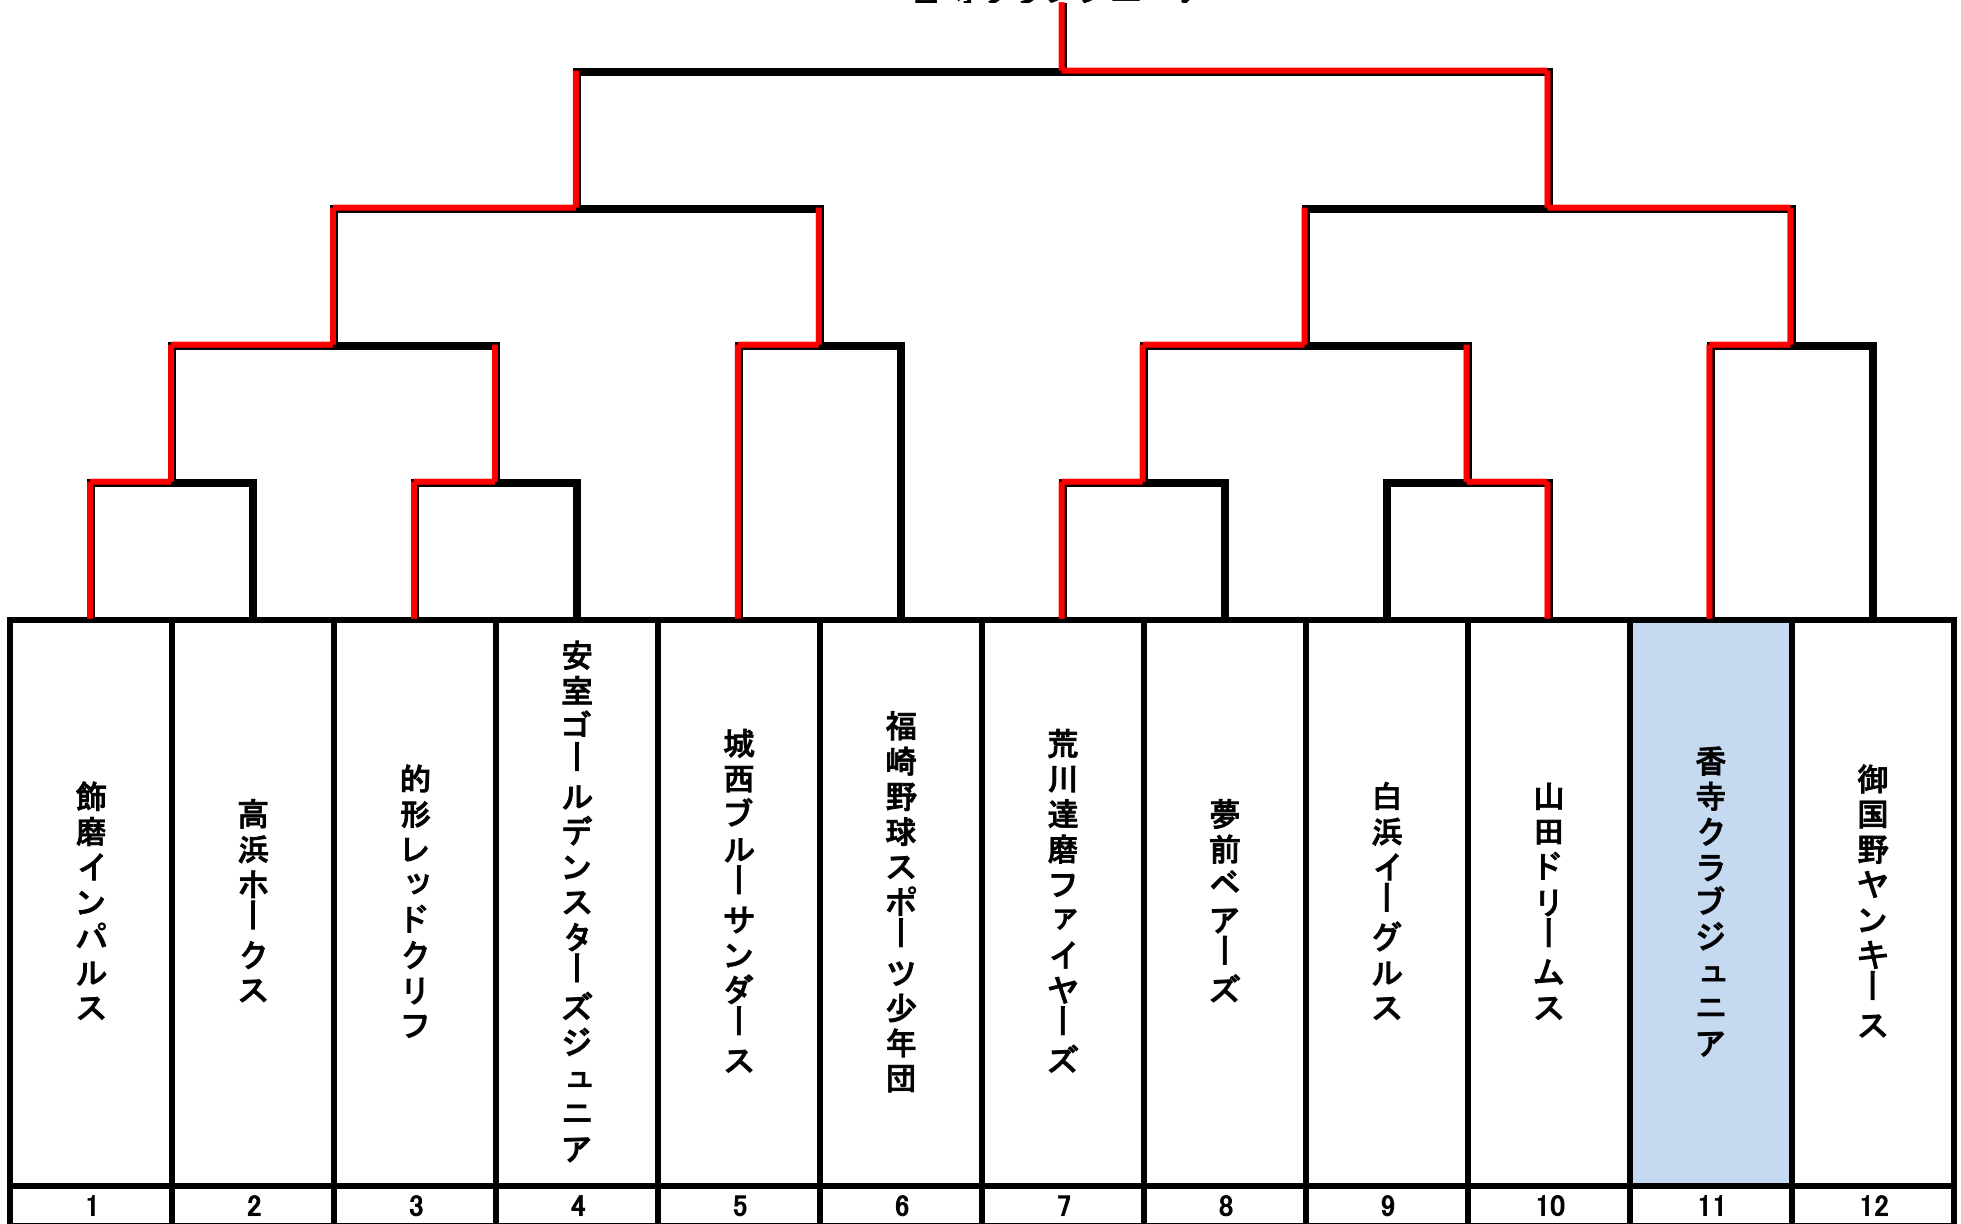 飾磨インパルス
高浜ホークス
的形レッドクリフ
安室ゴールデンスターズジュニア
城西ブルーサンダース
福崎野球スポーツ少年団
荒川達磨ファイヤーズ
夢前ベアーズ
白浜イーグルス
山田ドリームス
香寺クラブジュニア
御国野ヤンキース
1 2 3 4 5 6 7 8 9 10 11 12